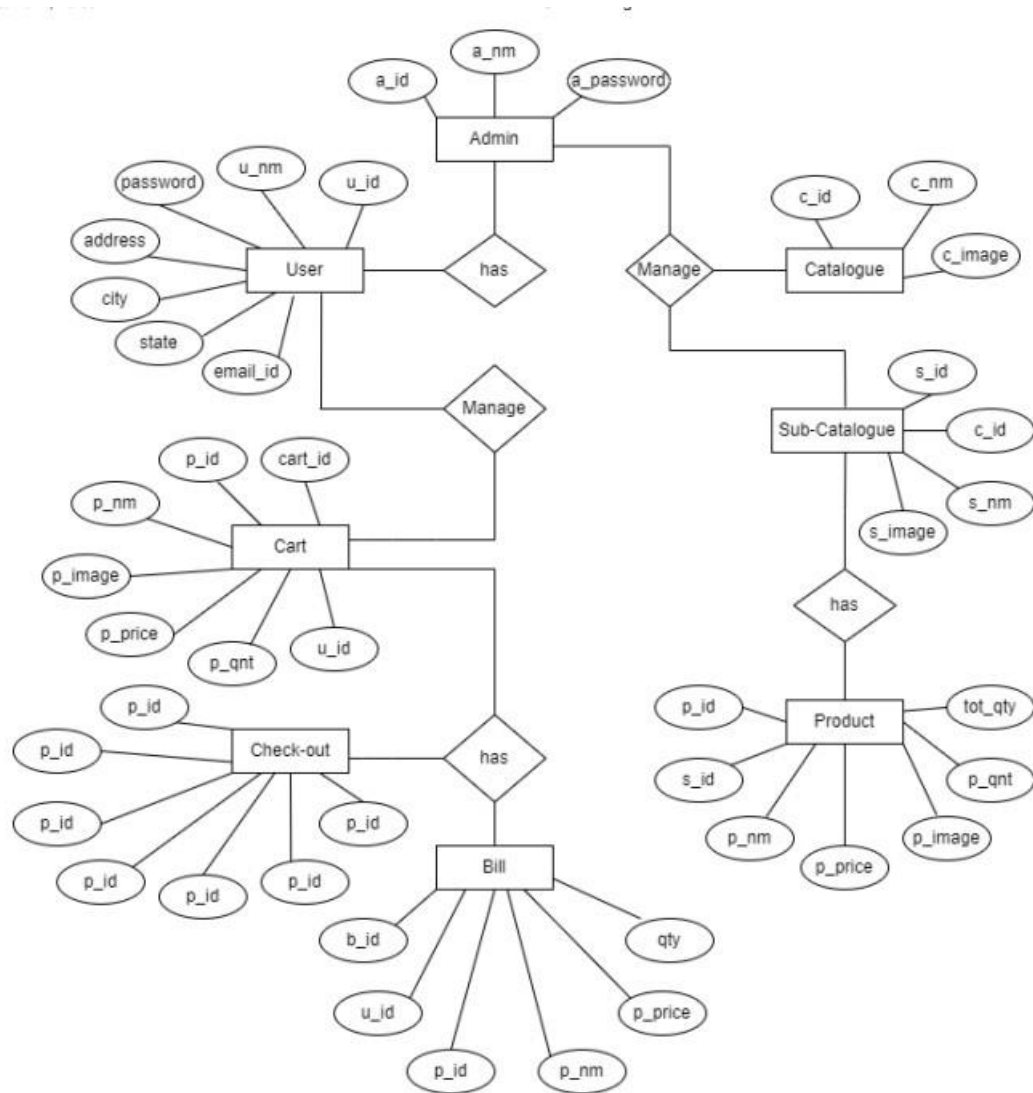 a_nm
a_id
a_password
Admin
u_nm
password
u_id
c_nm
c_id
address
c_image
User
has
Manage
Catalogue
city
state
email_id
s_id
Manage
Sub-Catalogue
c_id
p_id
cart_id
p_nm
s_nm
s_image
Cart
p_image
has
p_price
u_id
p_qnt
p_id
p_id
tot_qty
Product
p_id
Check-out
has
s_id
p_qnt
p_id
p_id
p_nm
p_image
p_id
p_id
p_id
p_price
Bill
b_id
qty
u_id
p_price
p_id
p_nm